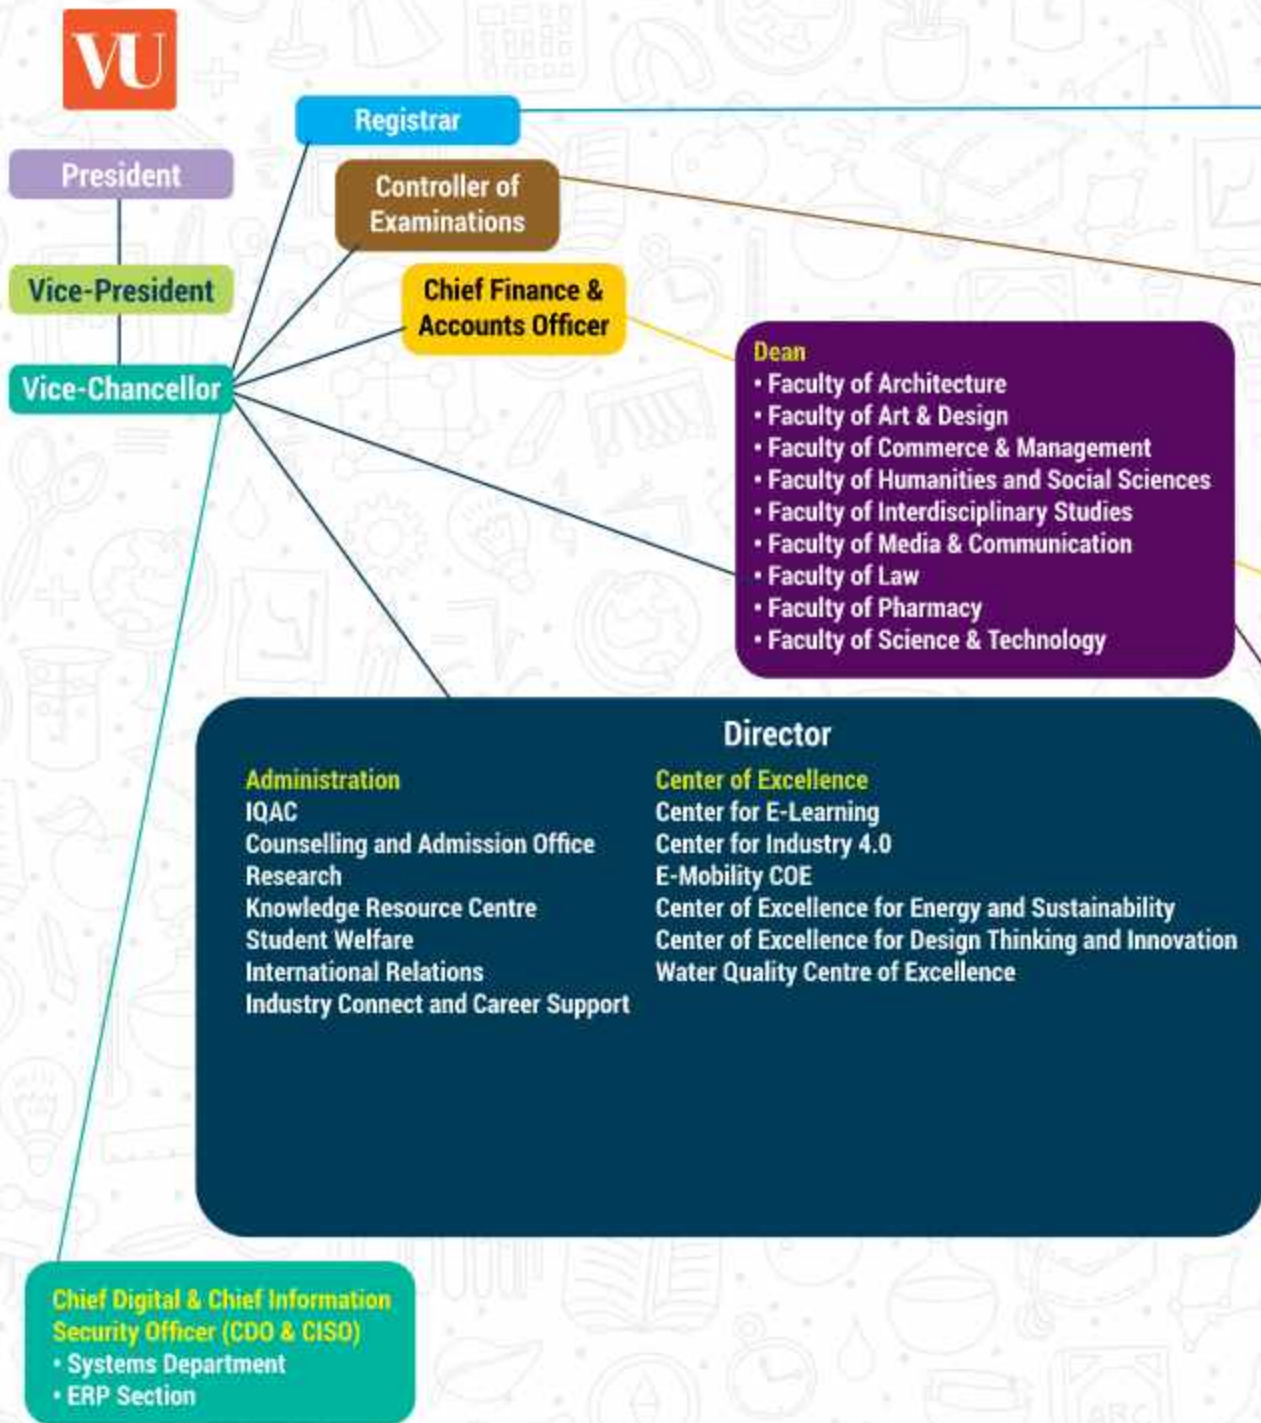 VU
Registrar
President
Controller of
Examinations
Vice-President
Chief Finance &
Accounts Officer
Vice-Chancellor
Dean
• Faculty of Architecture
• Faculty of Art & Design
• Faculty of Commerce & Management
• Faculty of Humanities and Social Sciences
• Faculty of Interdisciplinary Studies
• Faculty of Media & Communication
• Faculty of Law
• Faculty of Pharmacy
• Faculty of Science & Technology
Director
Administration
IQAC
Counselling and Admission Office
Research
Knowledge Resource Centre
Student Welfare
International Relations
Industry Connect and Career Support
Center of Excellence
Center for E-Learning
Center for Industry 4.0
E-Mobility COE
Center of Excellence for Energy and Sustainability
Center of Excellence for Design Thinking and Innovation
Water Quality Centre of Excellence
Chief Digital & Chief Information
Security Officer (CDO & CISO)
• Systems Department
• ERP Section